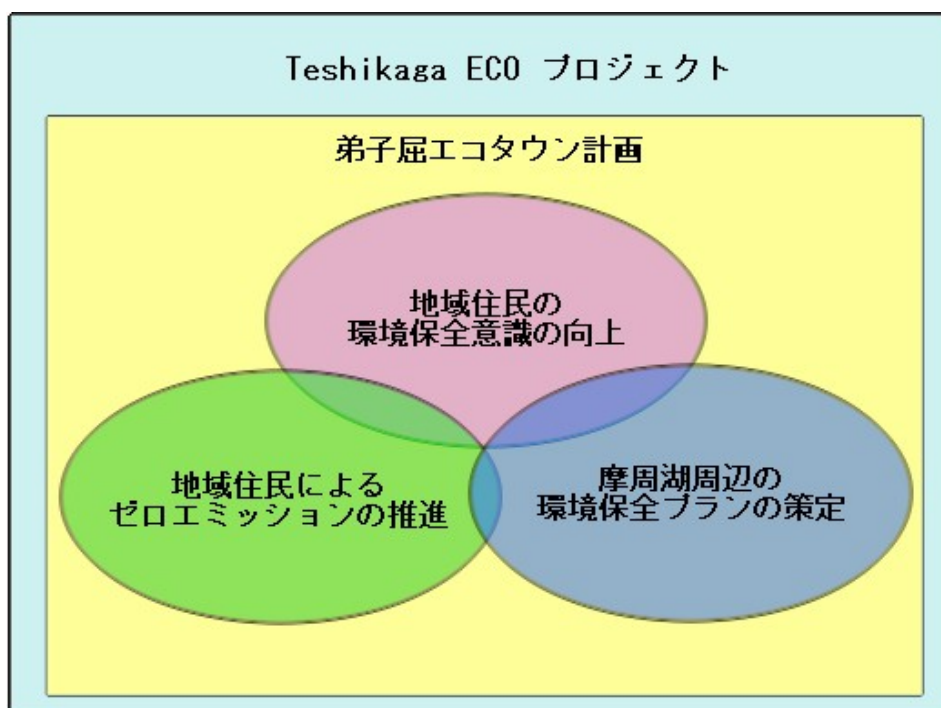 Teshikaga ECO プロジェクト
弟子屈エコタウン計画
地域住民の
環境保全意識の向上
地域住民による
ゼロエミッションの推進
摩周湖周辺の
環境保全プランの策定